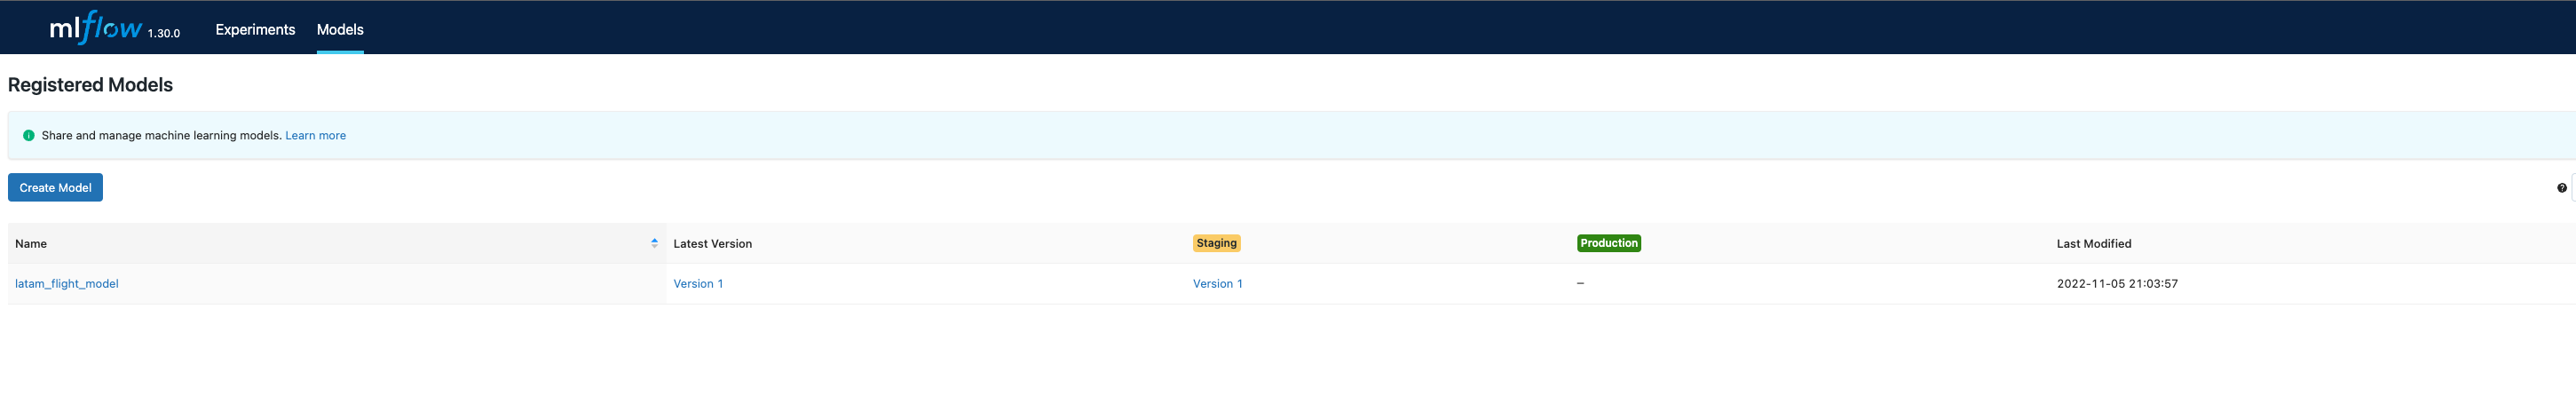 mlflow 1.30.0 Experiments Models
Registered Models
Share and manage machine learning models. Learn more
Create Model
Name Latest Version Staging Production Last Modified
latam_flight_model Version 1 Version 1 – 2022-11-05 21:03:57